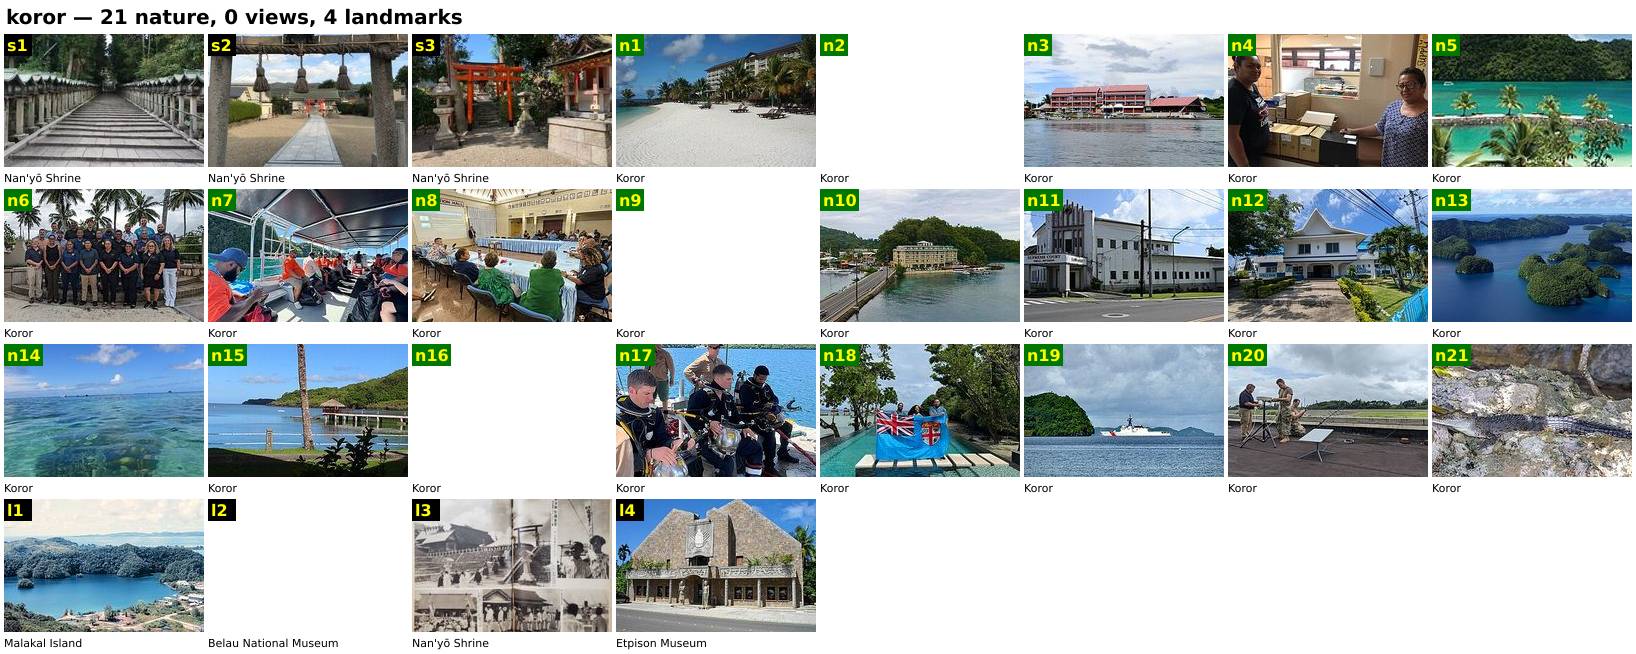 koror — 21 nature, 0 views, 4 landmarks
s1 s2 s3 n1 n2 n3 n4 n5
Nan'yō Shrine Nan'yō Shrine Nan'yō Shrine Koror Koror Koror Koror Koror
n6 n7 n8 n9 n10 n11 n12 n13
SUPREME COURT
Koror Koror Koror Koror Koror Koror Koror Koror
n14 n15 n16 n17 n18 n19 n20 n21
Koror Koror Koror Koror Koror Koror Koror Koror
l1 l2 l3 l4
Malakal Island Belau National Museum Nan'yō Shrine Etpison Museum